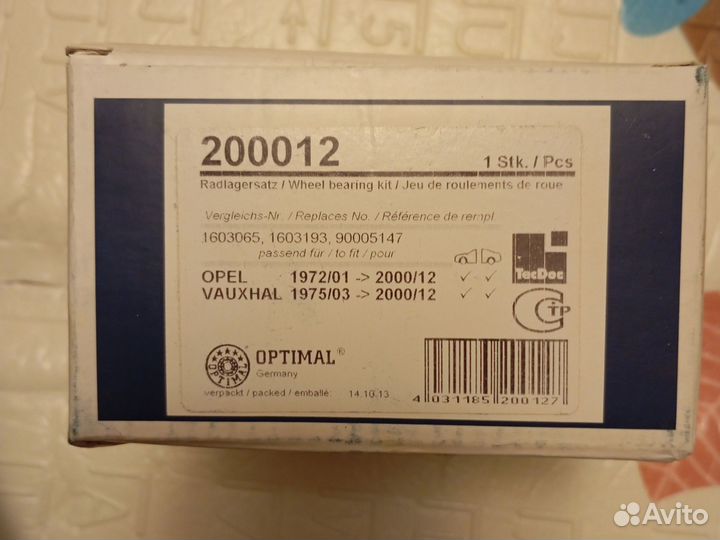 200012
1 Stk. / Pcs
Radlagersatz / Wheel bearing kit / Jeu de roulements de roue
Vergleichs-Nr. / Replaces No. / Référence de rempl.
1603065, 1603193, 90005147
passend für / to fit / pour
OPEL 1972/01 -> 2000/12 ✓ ✓
VAUXHAL 1975/03 -> 2000/12 ✓ ✓
TecDoc
СТР
OPTIMAL
OPTIMAL®
Germany
verpackt / packed / emballé: 14.10.13
4 031185 200127
Avito